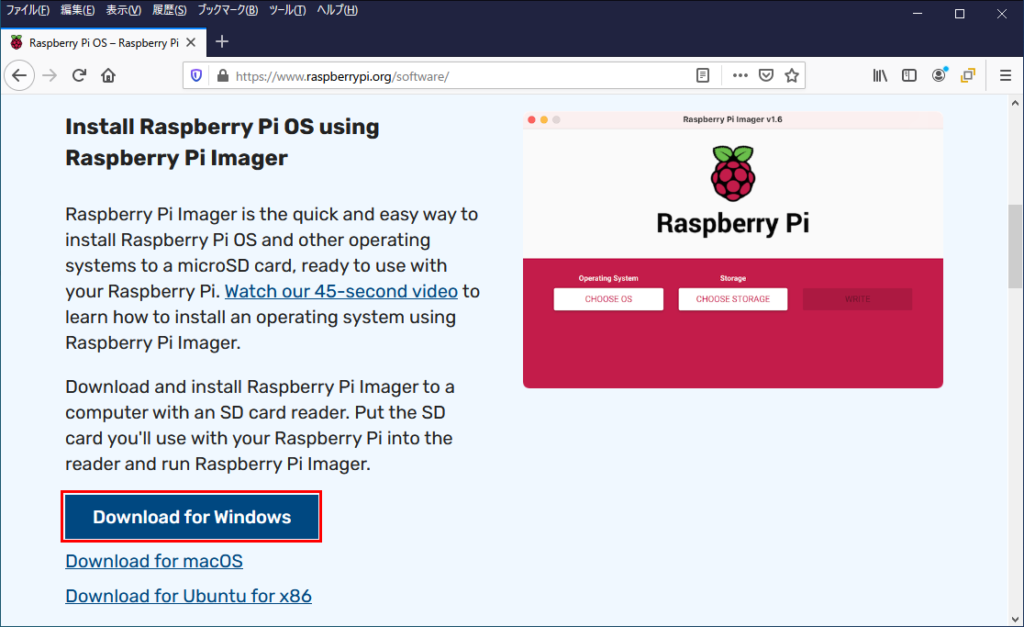 ファイル(F) 編集(E) 表示(V) 履歴(S) ブックマーク(B) ツール(T) ヘルプ(H)
Raspberry Pi OS – Raspberry Pi
https://www.raspberrypi.org/software/
Install Raspberry Pi OS using
Raspberry Pi Imager
Raspberry Pi Imager is the quick and easy way to
install Raspberry Pi OS and other operating
systems to a microSD card, ready to use with
your Raspberry Pi. Watch our 45-second video to
learn how to install an operating system using
Raspberry Pi Imager.
Download and install Raspberry Pi Imager to a
computer with an SD card reader. Put the SD
card you'll use with your Raspberry Pi into the
reader and run Raspberry Pi Imager.
Download for Windows
Download for macOS
Download for Ubuntu for x86
Raspberry Pi Imager v1.6
Raspberry Pi
Operating System Storage
CHOOSE OS CHOOSE STORAGE WRITE